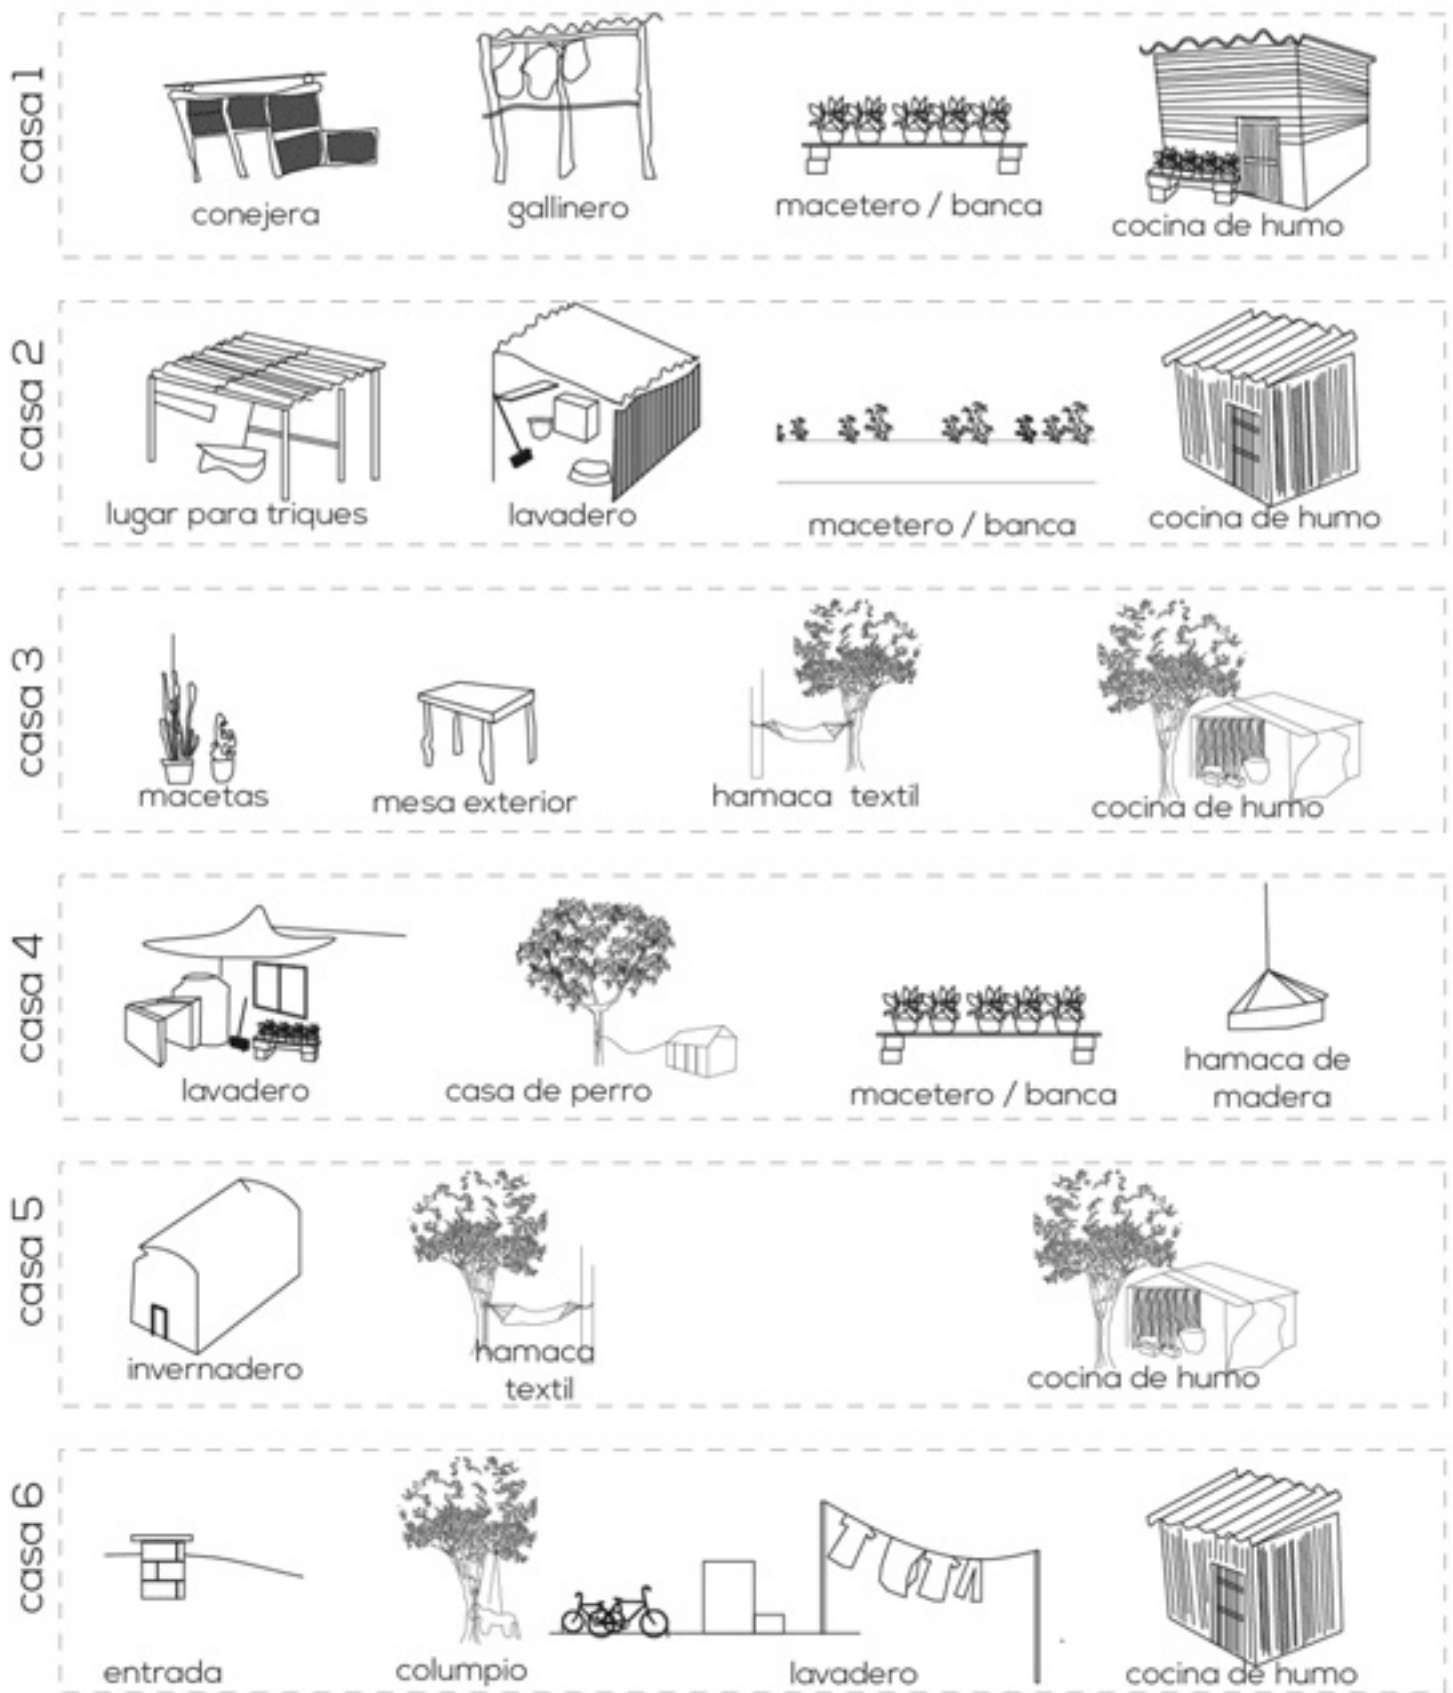 casa 1
conejera
gallinero
macetero / banca
cocina de humo
casa 2
lugar para triques
lavadero
macetero / banca
cocina de humo
casa 3
macetas
mesa exterior
hamaca textil
cocina de humo
casa 4
lavadero
casa de perro
macetero / banca
hamaca de
madera
casa 5
invernadero
hamaca
textil
cocina de humo
casa 6
entrada
columpio
lavadero
cocina de humo